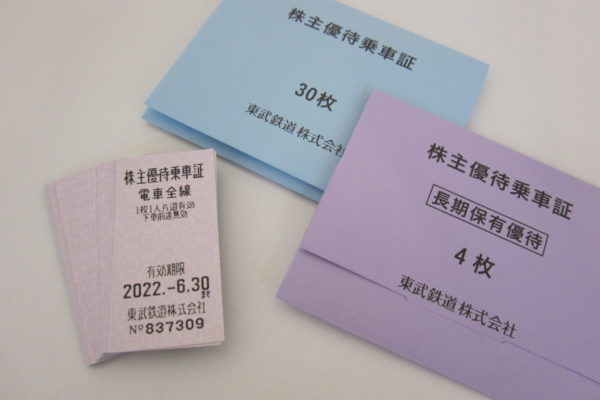 株主優待乗車証
30枚
東武鉄道株式会社
株主優待乗車証
長期保有優待
4枚
東武鉄道株式会社
株主優待乗車証
電車全線
1枚1人片道有効
下車前途無効
有効期限
2022.-6.30まで
東武鉄道株式会社
No837309